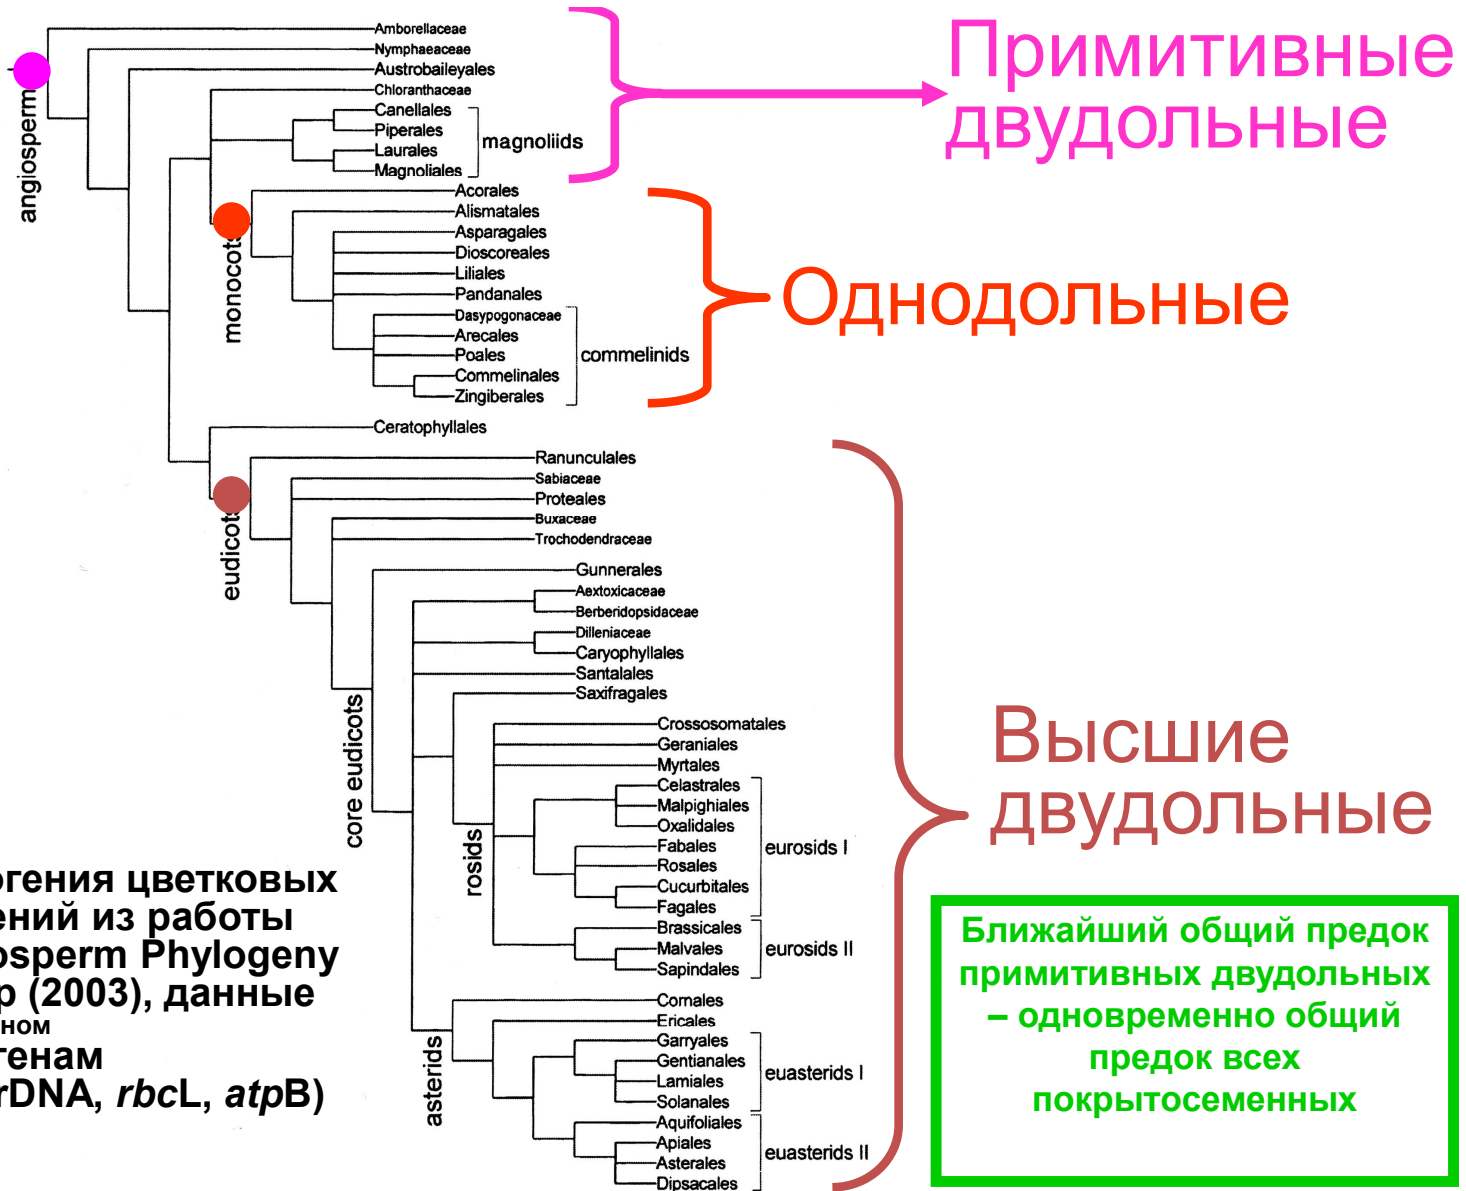 Amborellaceae
Nymphaeaceae
Austrobaileyales
Chloranthaceae
Canellales
Piperales
Laurales
Magnoliales
magnoliids
Примитивные
двудольные
angiosperm
Acorales
Alismatales
Asparagales
Dioscoreales
Liliales
Pandanales
Dasypogonaceae
Arecales
Poales
Commelinales
Zingiberales
commelinids
monocots
Однодольные
Ceratophyllales
Ranunculales
Sabiaceae
Proteales
Buxaceae
Trochodendraceae
eudicots
Gunnerales
Aextoxicaceae
Berberidopsidaceae
Dilleniaceae
Caryophyllales
Santalales
Saxifragales
core eudicots
Crossosomatales
Geraniales
Myrtales
Celastrales
Malpighiales
Oxalidales
Fabales
Rosales
Cucurbitales
Fagales
eurosids I
Brassicales
Malvales
Sapindales
eurosids II
rosids
Высшие
двудольные
Cornales
Ericales
Garryales
Gentianales
Lamiales
Solanales
euasterids I
Aquifoliales
Apiales
Asterales
Dipsacales
euasterids II
asterids
огения цветковых
ений из работы
osperm Phylogeny
p (2003), данные
ном
генам
rDNA, rbcL, atpB)
Ближайший общий предок
примитивных двудольных
– одновременно общий
предок всех
покрытосеменных